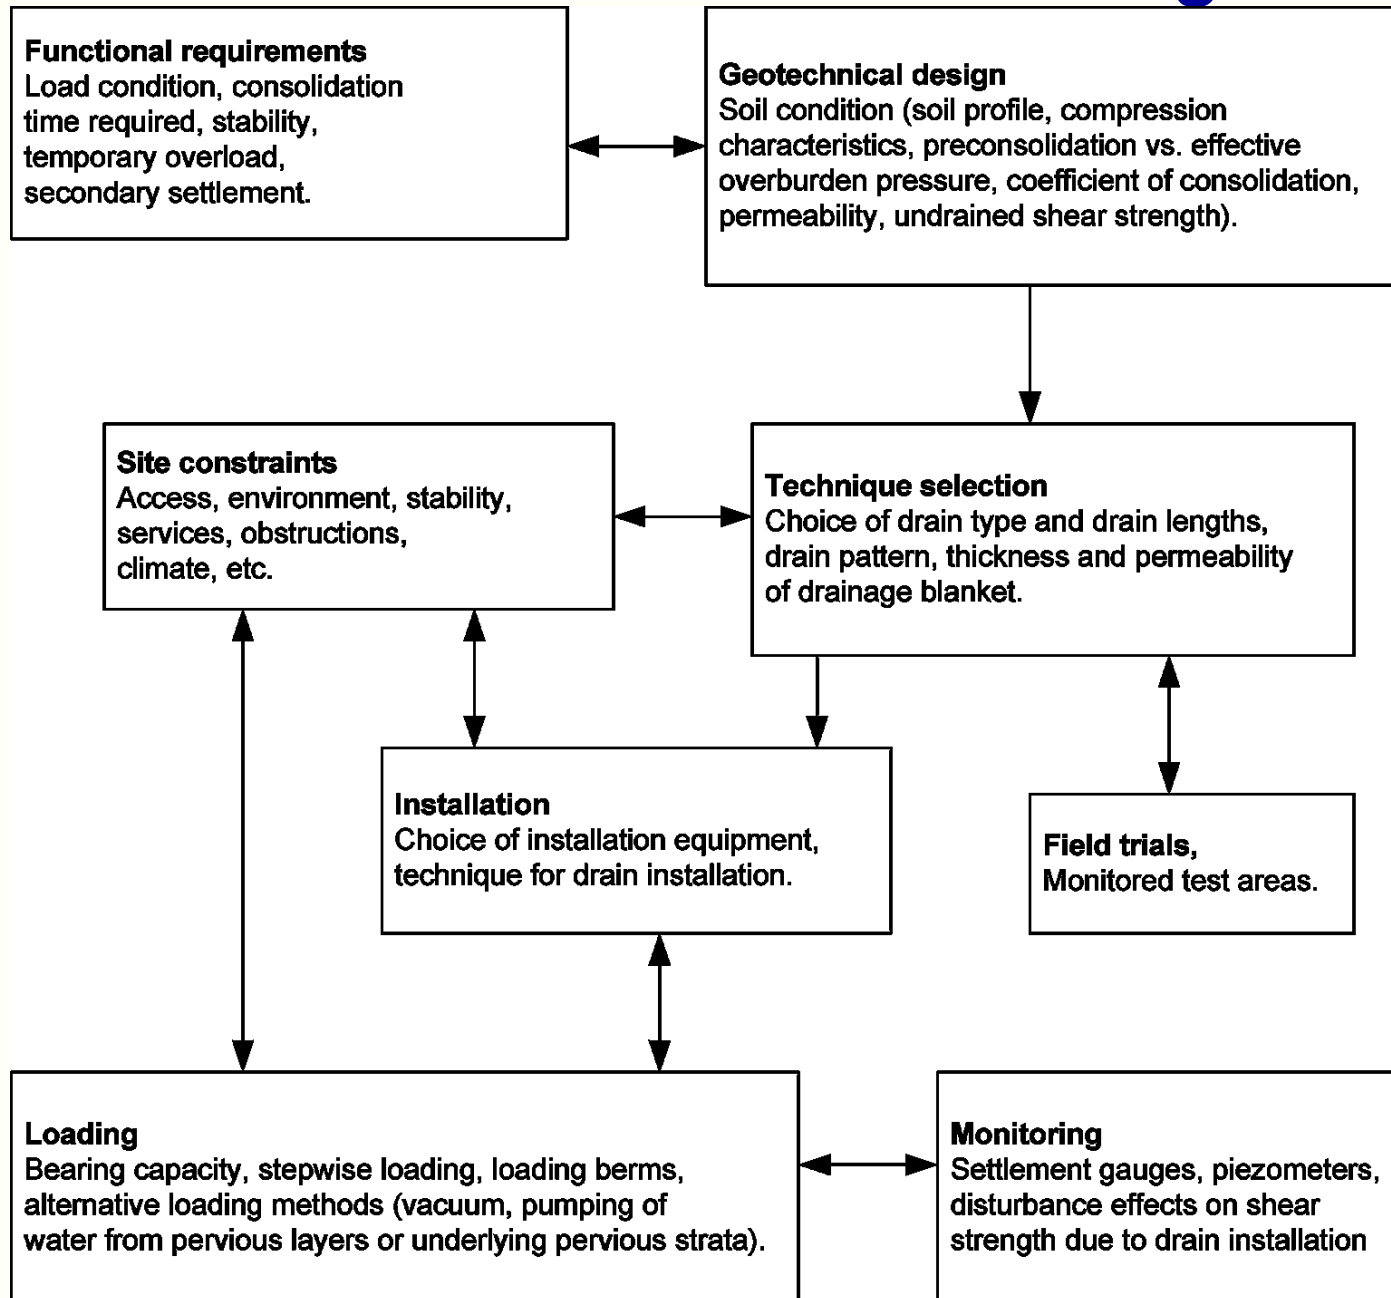 Functional requirements
Load condition, consolidation
time required, stability,
temporary overload,
secondary settlement.
Geotechnical design
Soil condition (soil profile, compression
characteristics, preconsolidation vs. effective
overburden pressure, coefficient of consolidation,
permeability, undrained shear strength).
Site constraints
Access, environment, stability,
services, obstructions,
climate, etc.
Technique selection
Choice of drain type and drain lengths,
drain pattern, thickness and permeability
of drainage blanket.
Installation
Choice of installation equipment,
technique for drain installation.
Field trials,
Monitored test areas.
Loading
Bearing capacity, stepwise loading, loading berms,
alternative loading methods (vacuum, pumping of
water from pervious layers or underlying pervious strata).
Monitoring
Settlement gauges, piezometers,
disturbance effects on shear
strength due to drain installation